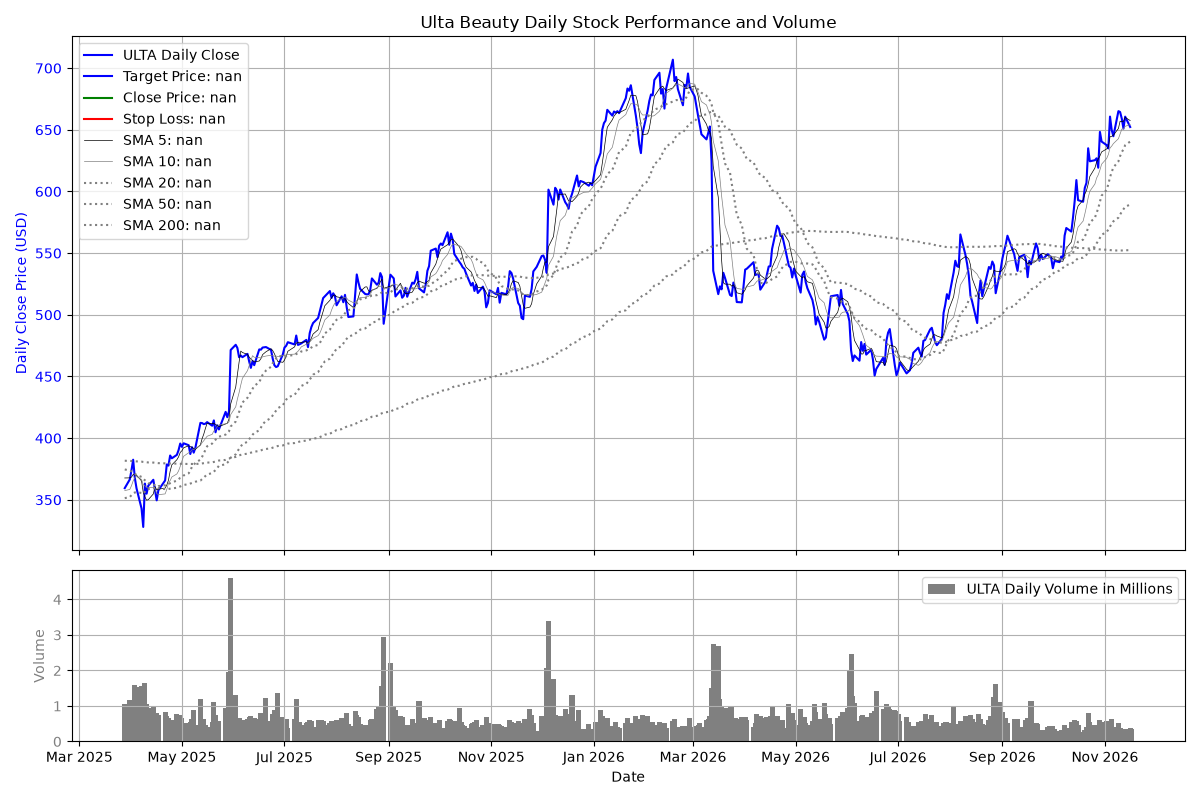 Ulta Beauty Daily Stock Performance and Volume
ULTA Daily Close
Target Price: nan
Close Price: nan
Stop Loss: nan
SMA 5: nan
SMA 10: nan
SMA 20: nan
SMA 50: nan
SMA 200: nan
Daily Close Price (USD)
700
650
600
550
500
450
400
350
ULTA Daily Volume in Millions
Volume
4
3
2
1
0
Mar 2025 May 2025 Jul 2025 Sep 2025 Nov 2025 Jan 2026 Mar 2026 May 2026 Jul 2026 Sep 2026 Nov 2026
Date